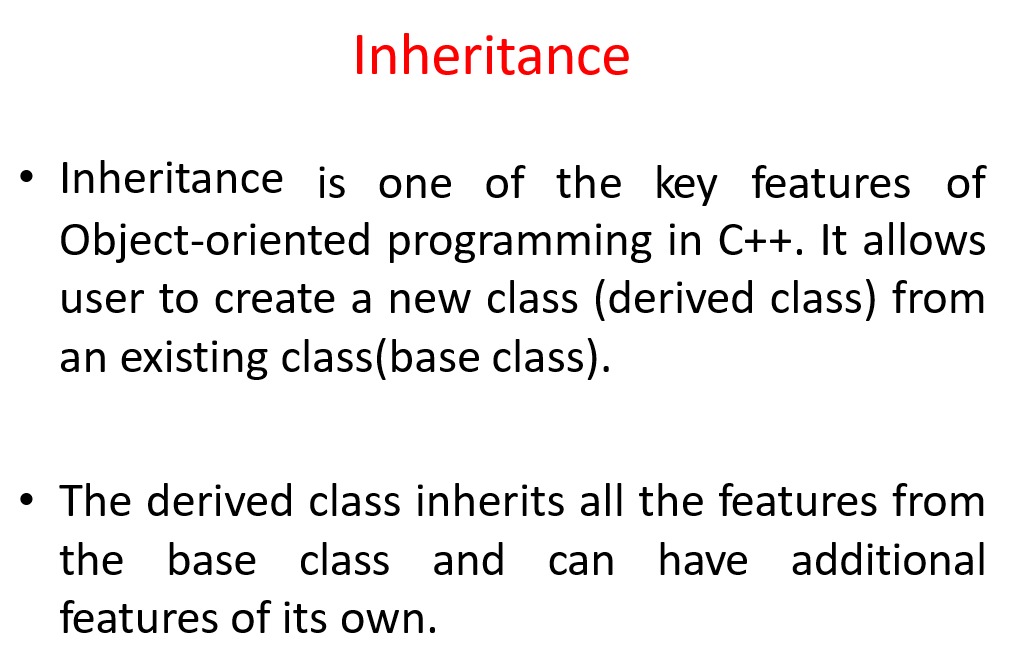 Inheritance
• Inheritance is one of the key features of
Object-oriented programming in C++. It allows
user to create a new class (derived class) from
an existing class(base class).
• The derived class inherits all the features from
the base class and can have additional
features of its own.